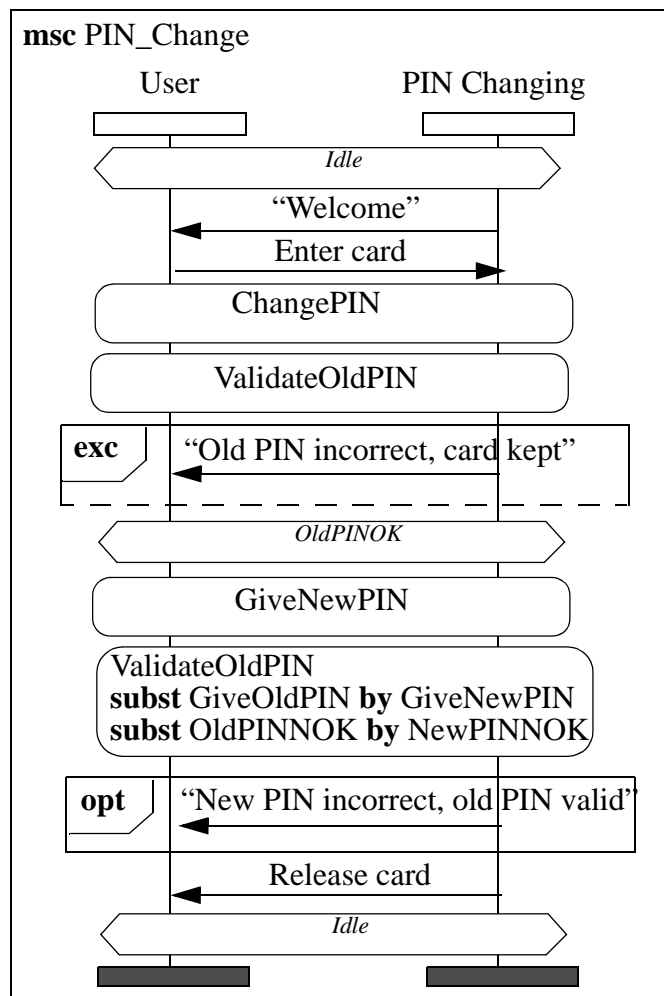 msc PIN_Change
User PIN Changing
Idle
“Welcome”
Enter card
ChangePIN
ValidateOldPIN
exc “Old PIN incorrect, card kept”
OldPINOK
GiveNewPIN
ValidateOldPIN
subst GiveOldPIN by GiveNewPIN
subst OldPINNOK by NewPINNOK
opt “New PIN incorrect, old PIN valid”
Release card
Idle